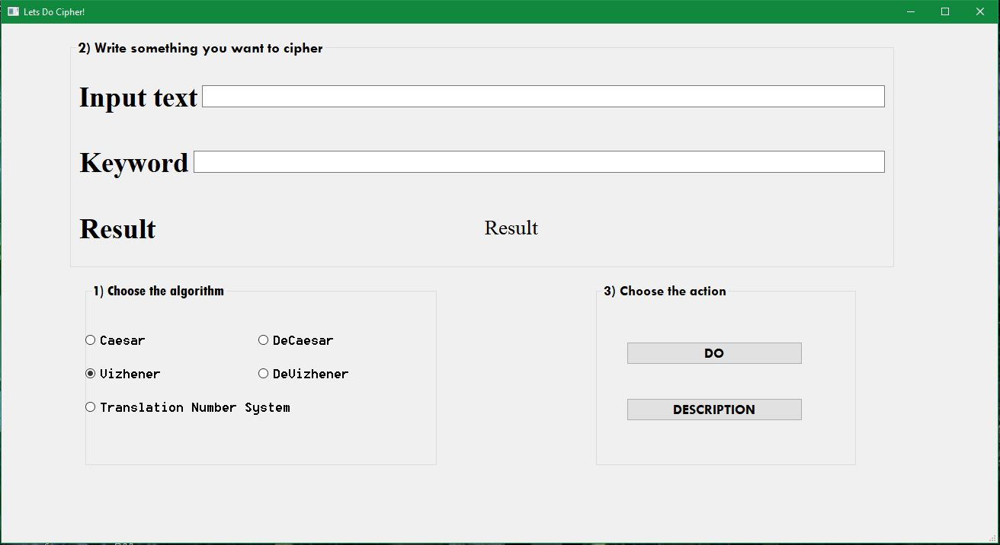 Lets Do Cipher!
2) Write something you want to cipher
Input text
Keyword
Result Result
1) Choose the algorithm
Caesar DeCaesar
Vizhener DeVizhener
Translation Number System
3) Choose the action
DO
DESCRIPTION